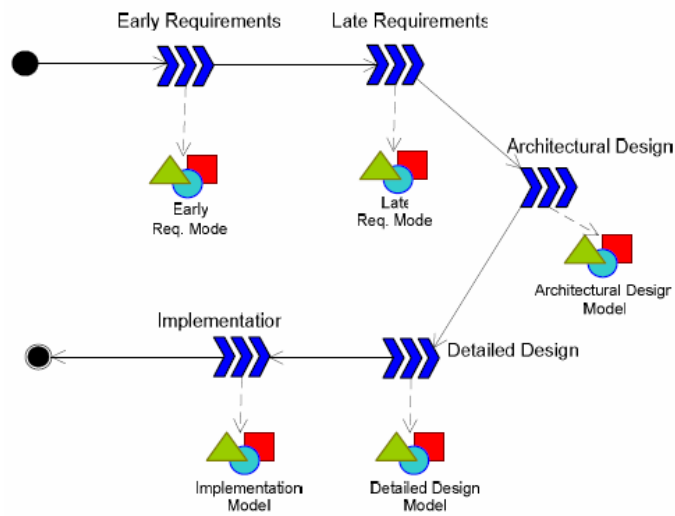 Early Requirements
Late Requirements
Architectural Design
Early
Req. Mode
Late
Req. Mode
Architectural Design
Model
Implementation
Detailed Design
Implementation
Model
Detailed Design
Model